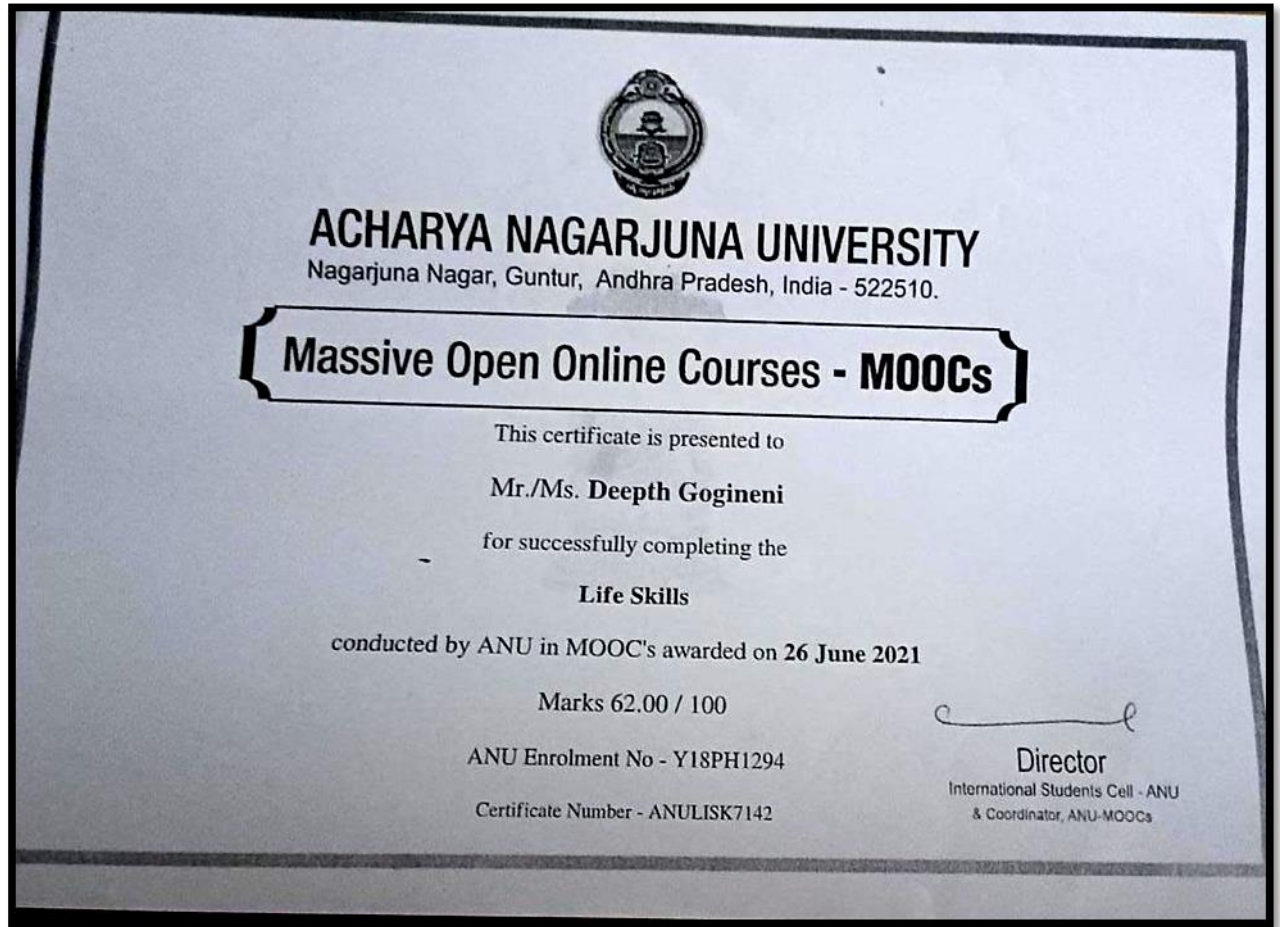 ACHARYA NAGARJUNA UNIVERSITY
Nagarjuna Nagar, Guntur, Andhra Pradesh, India - 522510.
Massive Open Online Courses - MOOCs
This certificate is presented to
Mr./Ms. Deepth Gogineni
for successfully completing the
Life Skills
conducted by ANU in MOOC's awarded on 26 June 2021
Marks 62.00 / 100
ANU Enrolment No - Y18PH1294
Certificate Number - ANULISK7142
Director
International Students Cell - ANU
& Coordinator, ANU-MOOCs